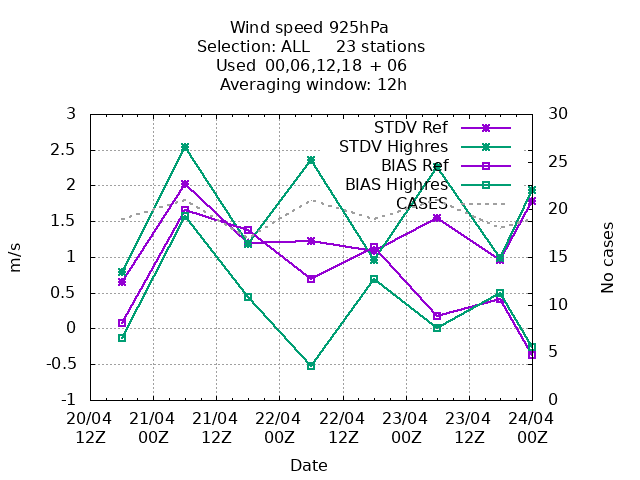 Wind speed 925hPa
Selection: ALL 23 stations
Used 00,06,12,18 + 06
Averaging window: 12h
3
2.5
2
1.5
1
0.5
0
-0.5
-1
m/s
30
25
20
15
10
5
0
No cases
STDV Ref
STDV Highres
BIAS Ref
BIAS Highres
CASES
20/04 21/04 21/04 22/04 22/04 23/04 23/04 24/04
12Z 00Z 12Z 00Z 12Z 00Z 12Z 00Z
Date